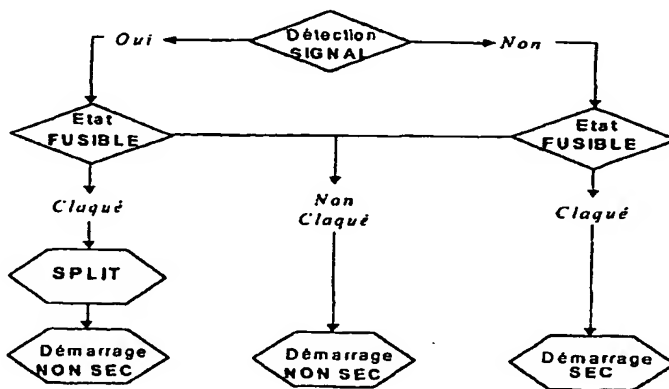 Oui
Détection
SIGNAL
Non
Etat
FUSIBLE
Etat
FUSIBLE
Claqué
Non
Claqué
Claqué
SPLIT
Démarrage
NON SEC
Démarrage
NON SEC
Démarrage
SEC